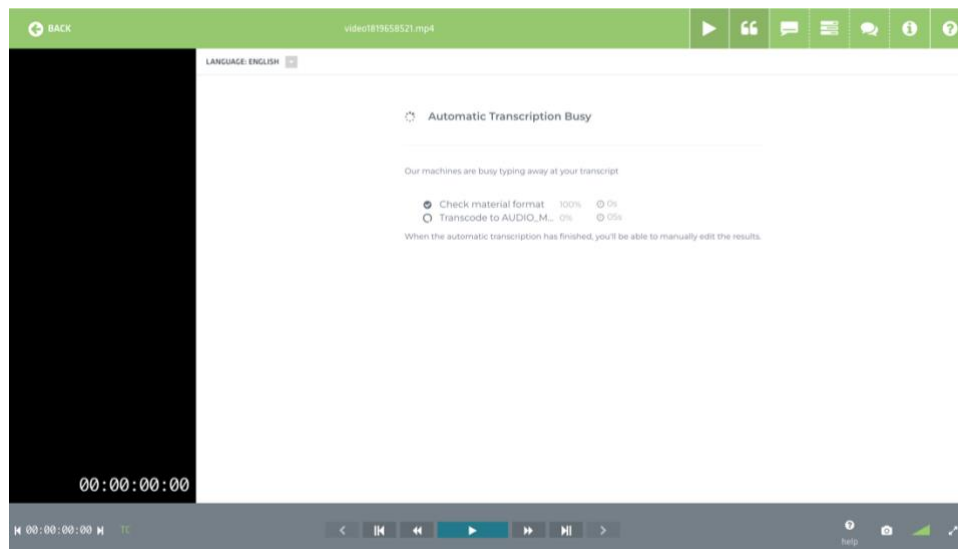 BACK
video1819658521.mp4
LANGUAGE: ENGLISH
Automatic Transcription Busy
Our machines are busy typing away at your transcript
Check material format 100% 0s
Transcode to AUDIO_M... 0% 05s
When the automatic transcription has finished, you'll be able to manually edit the results.
00:00:00:00
00:00:00:00 TC
help